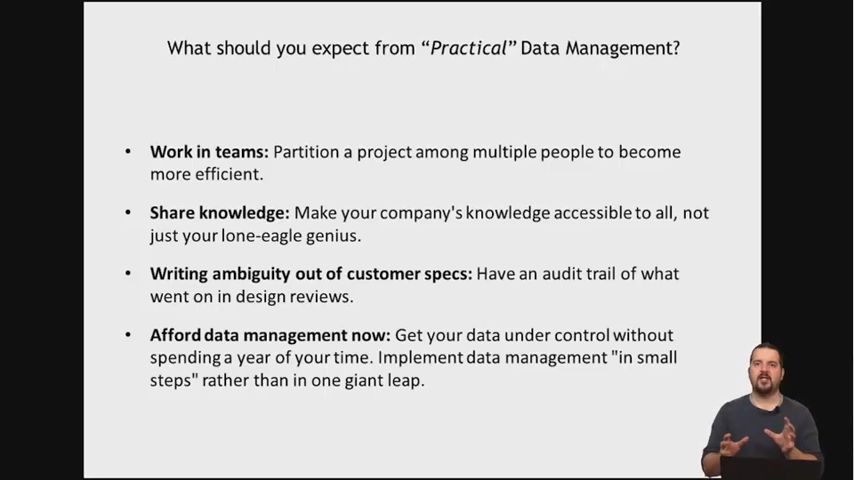 What should you expect from “Practical” Data Management?
• Work in teams: Partition a project among multiple people to become
more efficient.
• Share knowledge: Make your company's knowledge accessible to all, not
just your lone-eagle genius.
• Writing ambiguity out of customer specs: Have an audit trail of what
went on in design reviews.
• Afford data management now: Get your data under control without
spending a year of your time. Implement data management "in small
steps" rather than in one giant leap.